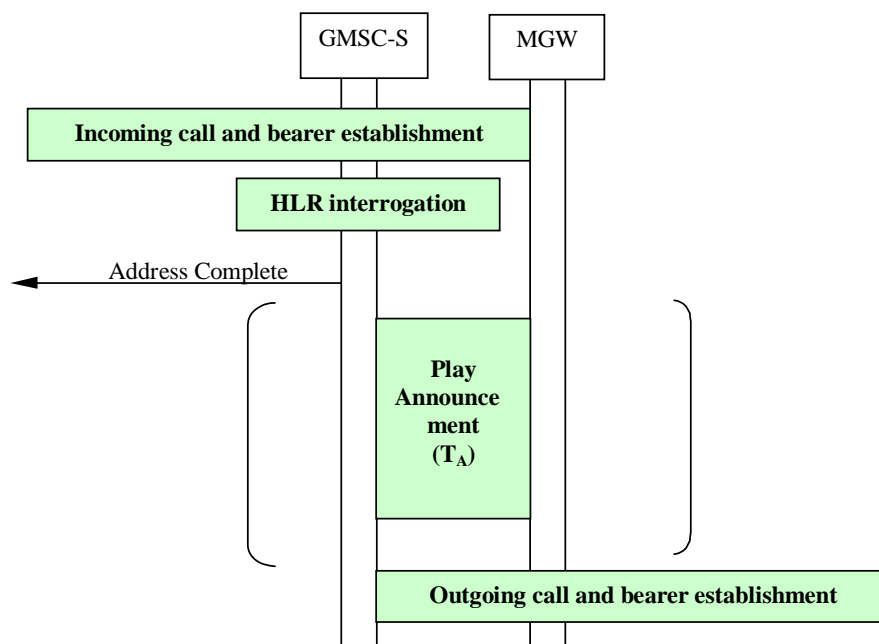 GMSC-S
MGW
Incoming call and bearer establishment
HLR interrogation
Address Complete
Play
Announce
ment
(TA)
Outgoing call and bearer establishment